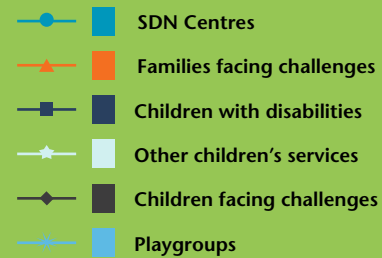 SDN Centres
Families facing challenges
Children with disabilities
Other children’s services
Children facing challenges
Playgroups